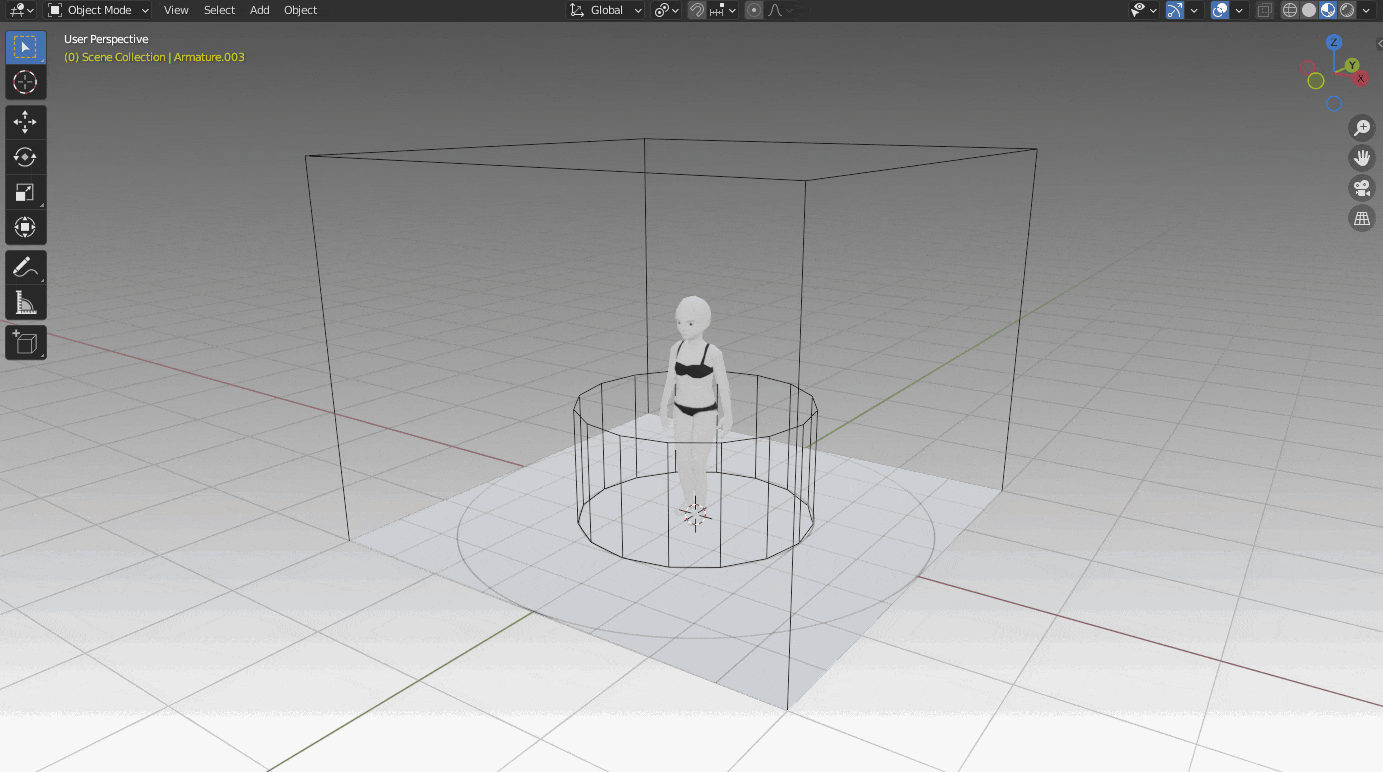 Object Mode View Select Add Object Global
User Perspective
(0) Scene Collection | Armature.003
Z
Y
X